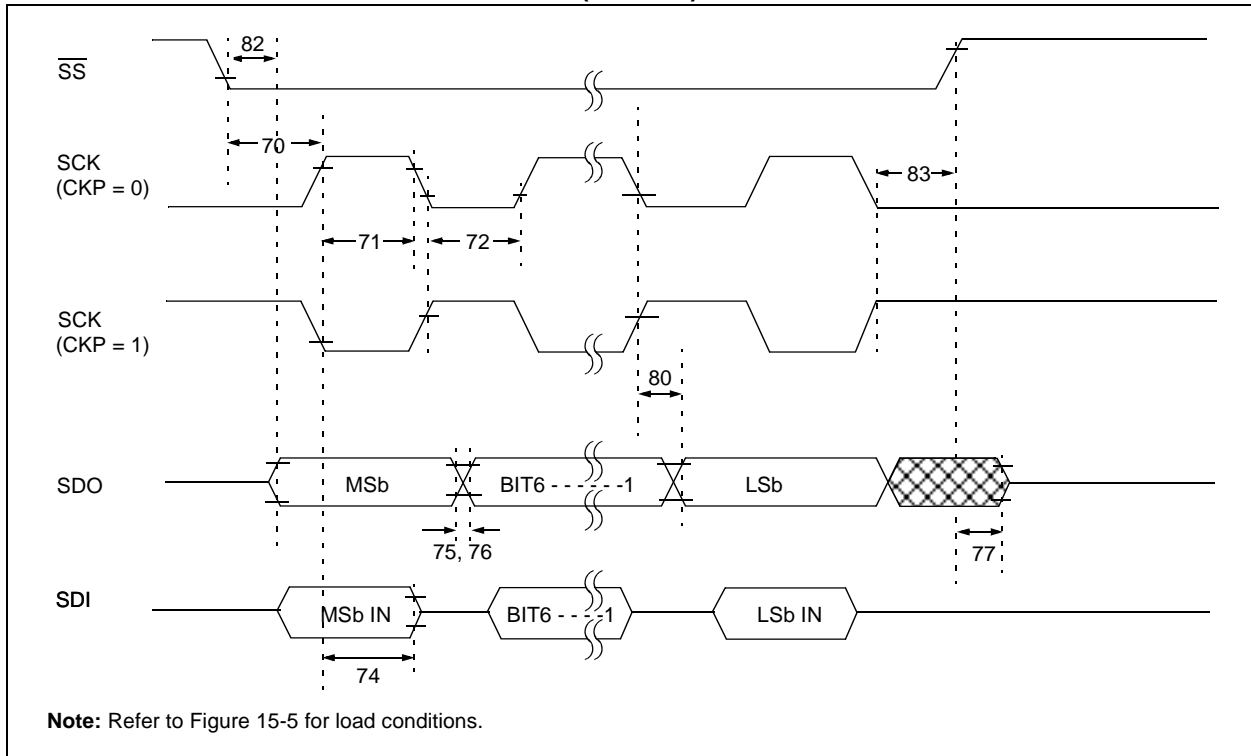 82
SS
70
SCK
(CKP = 0)
83
71
72
SCK
(CKP = 1)
80
SDO
MSb
BIT6 - - - - - -1
LSb
75, 76
77
SDI
MSb IN
BIT6 - - - -1
LSb IN
74
Note: Refer to Figure 15-5 for load conditions.